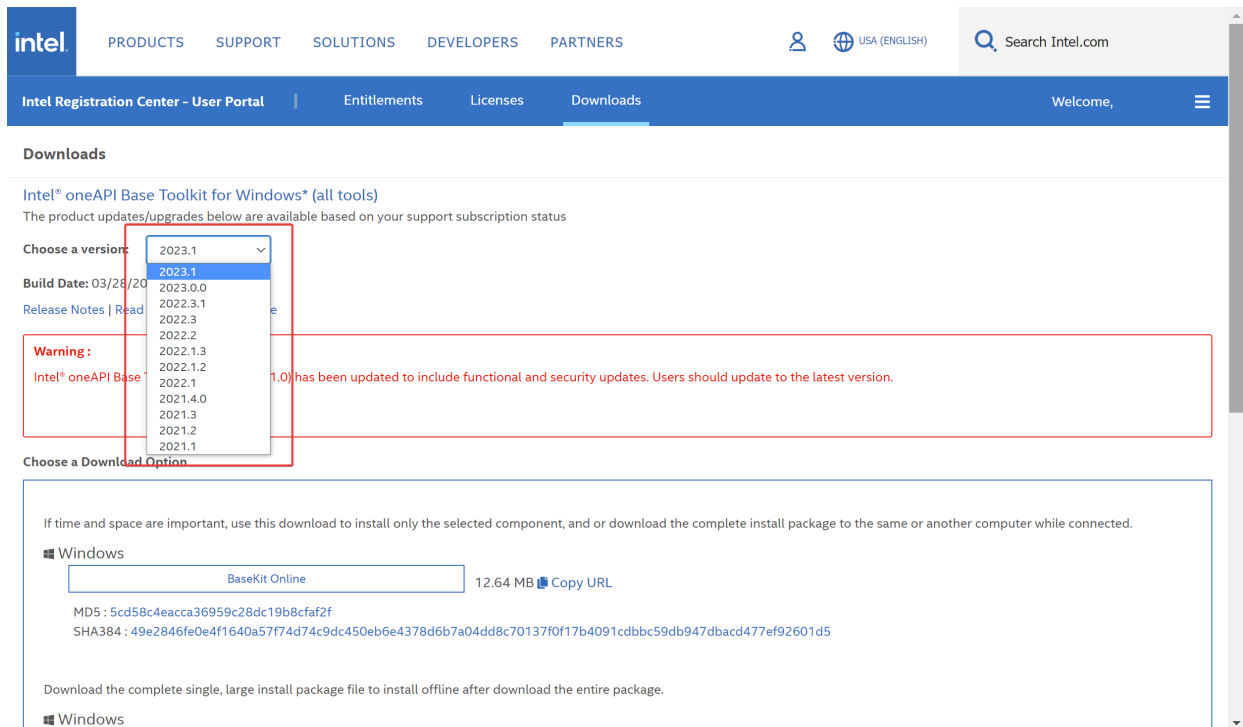 intel.
PRODUCTS SUPPORT SOLUTIONS DEVELOPERS PARTNERS USA (ENGLISH) Search Intel.com
Intel Registration Center - User Portal | Entitlements Licenses Downloads Welcome,
Downloads
Intel® oneAPI Base Toolkit for Windows* (all tools)
The product updates/upgrades below are available based on your support subscription status
Choose a version: 2023.1
2023.1
Build Date: 03/28/20
2023.0.0
2022.3.1
Release Notes | Read e
2022.3
2022.2
Warning :
2022.1.3
2022.1.2
Intel® oneAPI Base 1.0) has been updated to include functional and security updates. Users should update to the latest version.
2022.1
2021.4.0
2021.3
2021.2
2021.1
Choose a Download Option
If time and space are important, use this download to install only the selected component, and or download the complete install package to the same or another computer while connected.
Windows
BaseKit Online 12.64 MB Copy URL
MD5 : 5cd58c4eacca36959c28dc19b8cfaf2f
SHA384 : 49e2846fe0e4f1640a57f74d74c9dc450eb6e4378d6b7a04dd8c70137f0f17b4091cdbbc59db947dbacd477ef92601d5
Download the complete single, large install package file to install offline after download the entire package.
Windows